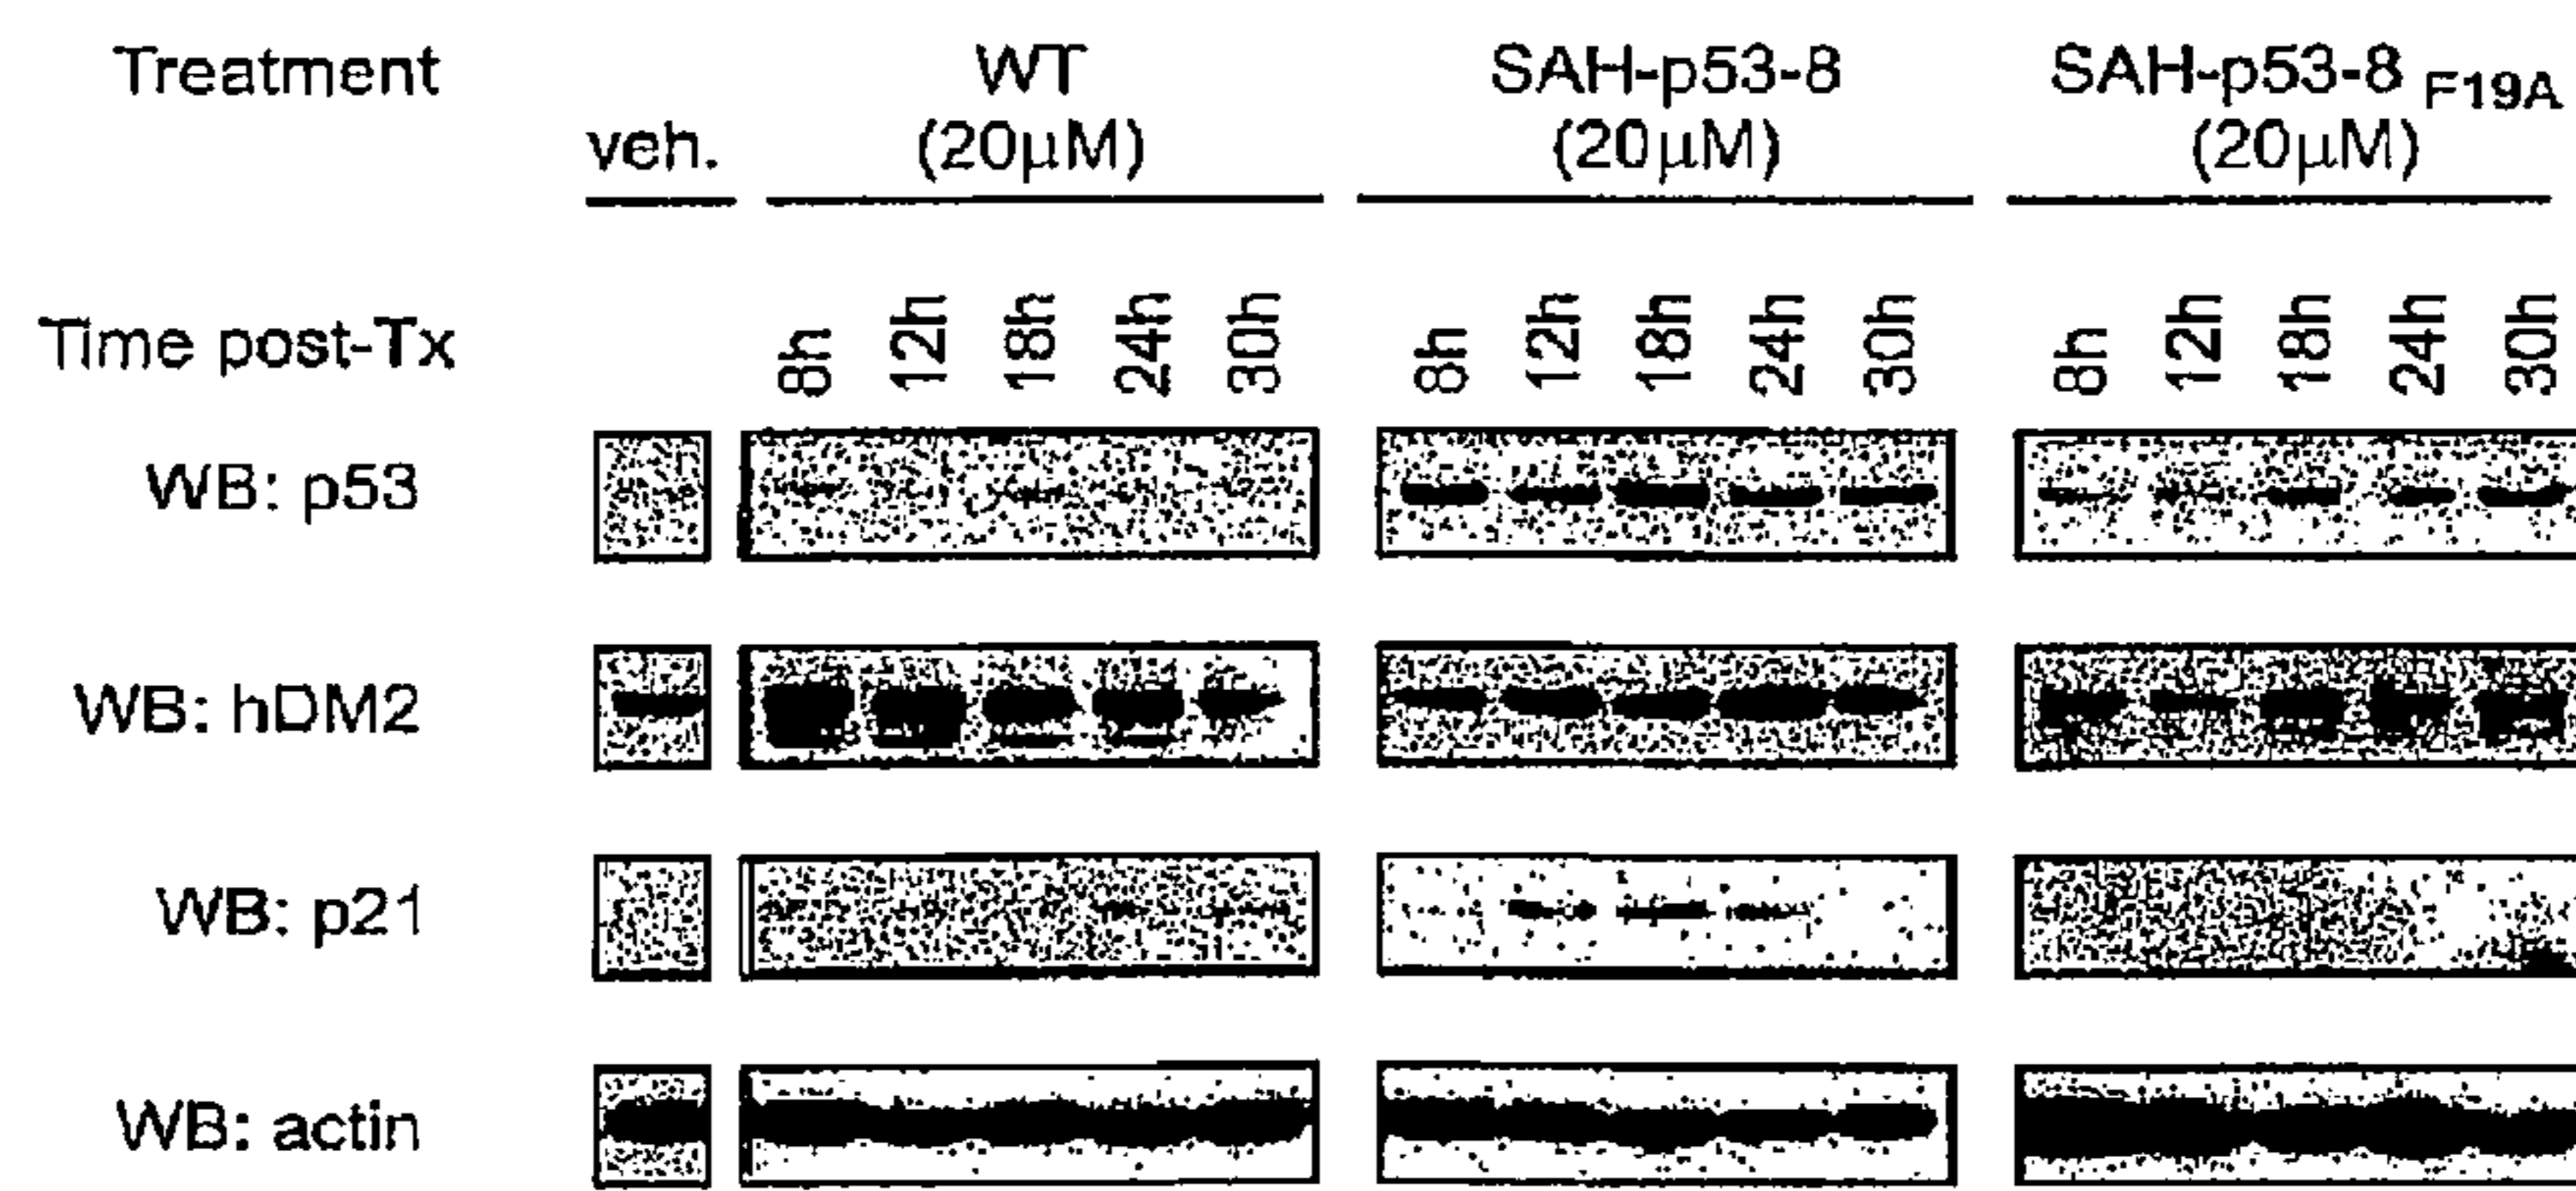 Treatment
veh.
WT
(20μM)
SAH-p53-8
(20μM)
SAH-p53-8 F19A
(20μM)
Time post-Tx
8h 12h 18h 24h 30h
8h 12h 18h 24h 30h
8h 12h 18h 24h 30h
WB: p53
WB: hDM2
WB: p21
WB: actin